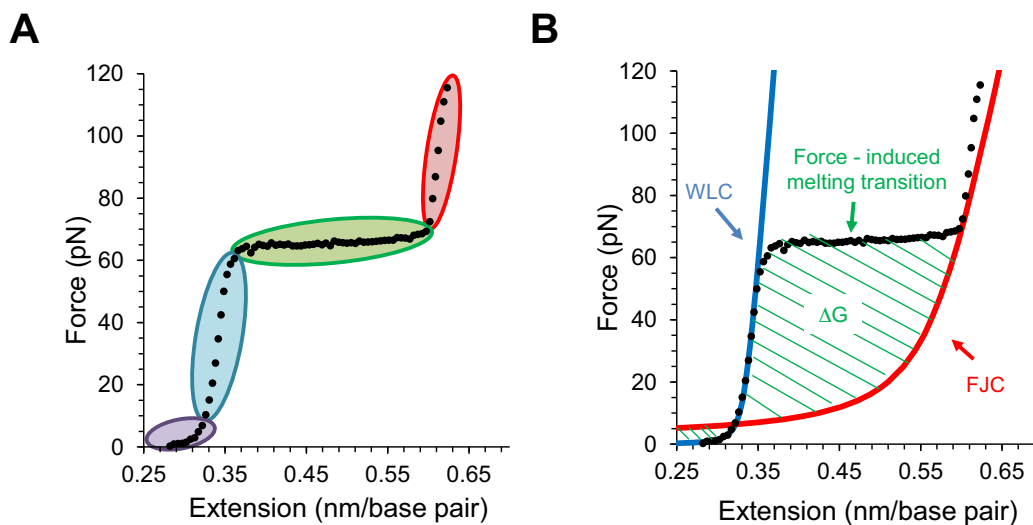 A
120
100
80
60
40
20
0
Force (pN)
0.25
0.35
0.45
0.55
0.65
Extension (nm/base pair)
B
120
100
80
60
40
20
0
Force (pN)
0.25
0.35
0.45
0.55
0.65
Extension (nm/base pair)
WLC
Force - induced
melting transition
ΔG
FJC